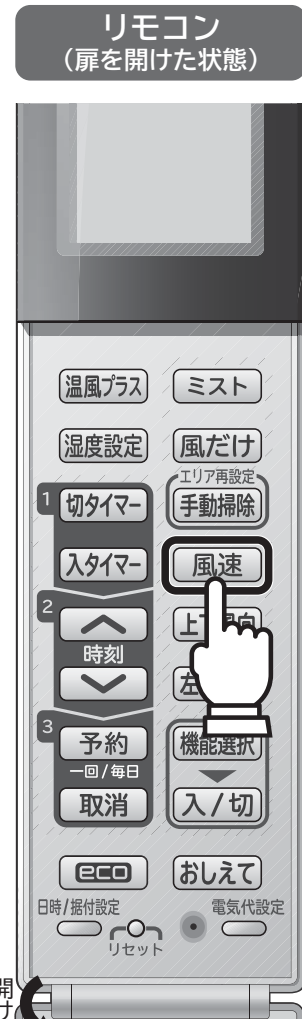 リモコン
（扉を開けた状態）
温風プラス
ミスト
湿度設定
風だけ
エリア再設定
1
切タイマー
手動掃除
入タイマー
風速
2
時刻
3
予約
一回/毎日
取消
機能選択
入/切
eco
おしえて
日時/据付設定
電気代設定
リセット
開
け